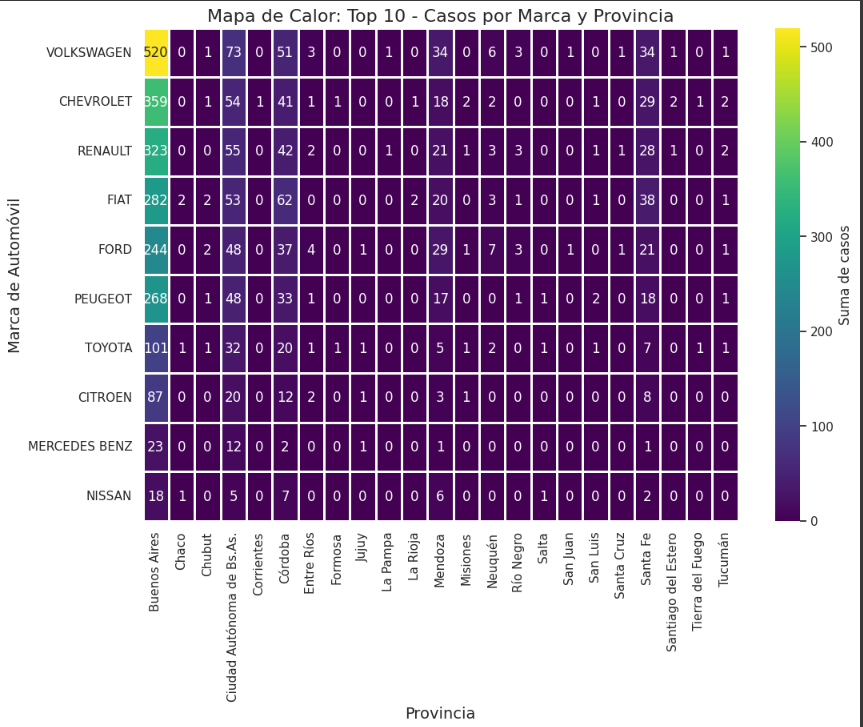 Mapa de Calor: Top 10 - Casos por Marca y Provincia
VOLKSWAGEN 520 0 1 73 0 51 3 0 0 1 0 34 0 6 3 0 1 0 1 34 1 0 1
CHEVROLET 359 0 1 54 1 41 1 1 0 0 1 18 2 2 0 0 0 1 0 29 2 1 2
RENAULT 323 0 0 55 0 42 2 0 0 1 0 21 1 3 3 0 0 1 1 28 1 0 2
FIAT 282 2 2 53 0 62 0 0 0 0 2 20 0 3 1 0 0 1 0 38 0 0 1
FORD 244 0 2 48 0 37 4 0 1 0 0 29 1 7 3 0 1 0 1 21 0 0 1
PEUGEOT 268 0 1 48 0 33 1 0 0 0 0 17 0 0 1 1 0 2 0 18 0 0 1
TOYOTA 101 1 1 32 0 20 1 1 1 0 0 5 1 2 0 1 0 1 0 7 0 1 1
CITROEN 87 0 0 20 0 12 2 0 1 0 0 3 1 0 0 0 0 0 0 8 0 0 0
MERCEDES BENZ 23 0 0 12 0 2 0 0 1 0 0 1 0 0 0 0 0 0 0 1 0 0 0
NISSAN 18 1 0 5 0 7 0 0 0 0 0 6 0 0 0 1 0 0 0 2 0 0 0
Marca de Automóvil
Buenos Aires
Chaco
Chubut
Ciudad Autónoma de Bs.As.
Corrientes
Córdoba
Entre Ríos
Formosa
Jujuy
La Pampa
La Rioja
Mendoza
Misiones
Neuquén
Río Negro
Salta
San Juan
San Luis
Santa Cruz
Santa Fe
Santiago del Estero
Tierra del Fuego
Tucumán
Provincia
500
400
300
200
100
0
Suma de casos